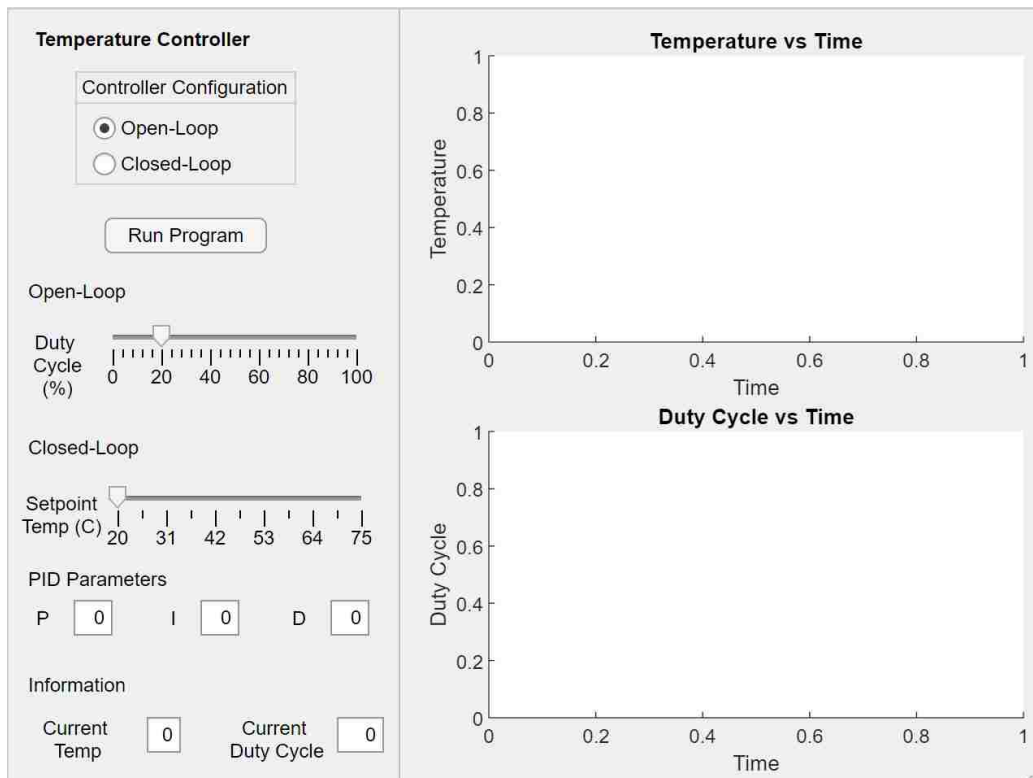 Temperature Controller
Controller Configuration
Open-Loop
Closed-Loop
Run Program
Open-Loop
Duty
Cycle
(%)
0 20 40 60 80 100
Closed-Loop
Setpoint
Temp (C)
20 31 42 53 64 75
PID Parameters
P 0 I 0 D 0
Information
Current
Temp
0
Current
Duty Cycle
0
Temperature vs Time
1
0.8
0.6
0.4
0.2
0
Temperature
0 0.2 0.4 0.6 0.8 1
Time
Duty Cycle vs Time
1
0.8
0.6
0.4
0.2
0
Duty Cycle
0 0.2 0.4 0.6 0.8 1
Time